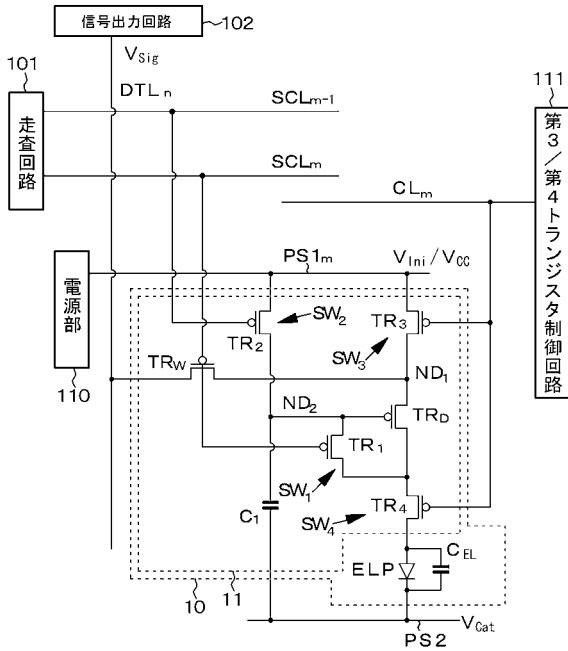 信号出力回路
102
V_Sig
101
走査回路
DTL_n
SCL_m-1
SCL_m
111
第3／第4トランジスタ制御回路
CL_m
PS1_m
V_Ini/V_CC
電源部
110
SW_2
TR_2
TR_3
SW_3
TR_W
ND_1
ND_2
TR_D
TR_1
SW_1
C_1
TR_4
SW_4
ELP
C_EL
10
11
V_Cat
PS2